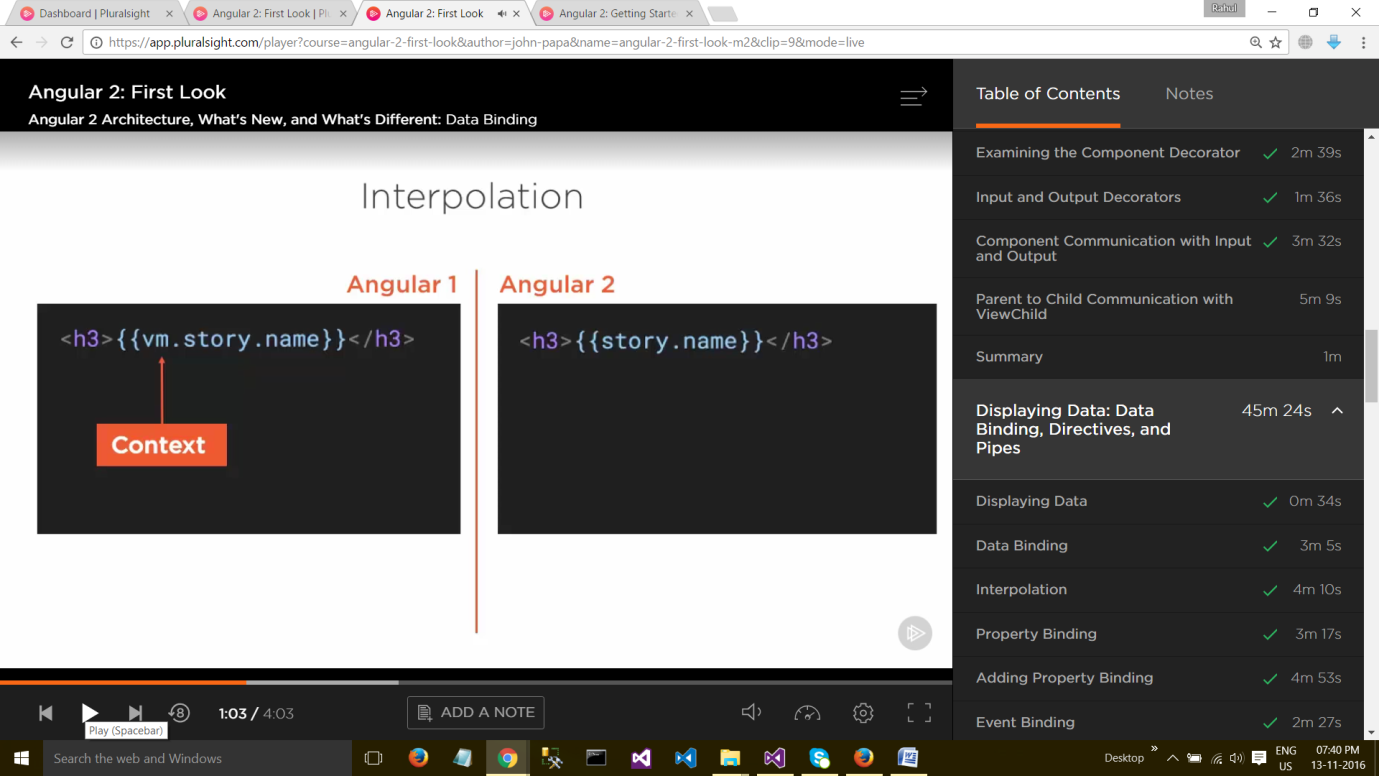 Dashboard | Pluralsight
Angular 2: First Look | Pl
Angular 2: First Look
Angular 2: Getting Starte
Rahul
https://app.pluralsight.com/player?course=angular-2-first-look&author=john-papa&name=angular-2-first-look-m2&clip=9&mode=live
Angular 2: First Look
Angular 2 Architecture, What's New, and What's Different: Data Binding
Interpolation
Angular 1
Angular 2
<h3>{{vm.story.name}}</h3>
<h3>{{story.name}}</h3>
Context
8
1:03 / 4:03
ADD A NOTE
Play (Spacebar)
Table of Contents
Notes
Examining the Component Decorator 2m 39s
Input and Output Decorators 1m 36s
Component Communication with Input 3m 32s
and Output
Parent to Child Communication with 5m 9s
ViewChild
Summary 1m
Displaying Data: Data 45m 24s
Binding, Directives, and
Pipes
Displaying Data 0m 34s
Data Binding 3m 5s
Interpolation 4m 10s
Property Binding 3m 17s
Adding Property Binding 4m 53s
Event Binding 2m 27s
Search the web and Windows
Desktop
ENG
US
07:40 PM
13-11-2016